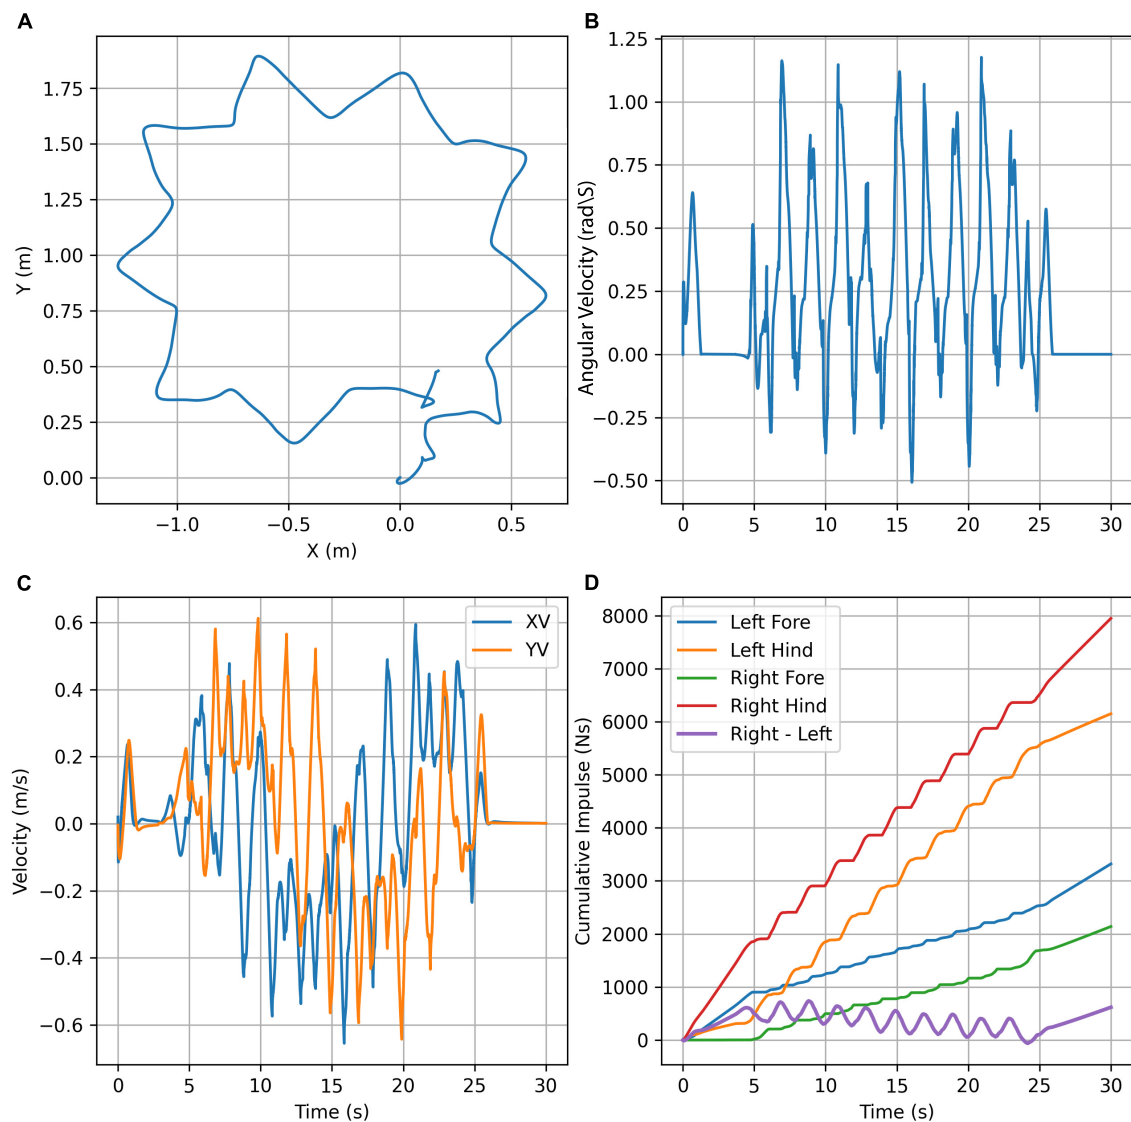 A
1.75
1.50
1.25
1.00
0.75
0.50
0.25
0.00
Y (m)
−1.0 −0.5 0.0 0.5
X (m)
B
1.25
1.00
0.75
0.50
0.25
0.00
−0.25
−0.50
Angular Velocity (rad\S)
0 5 10 15 20 25 30
C
XV
YV
0.6
0.4
0.2
0.0
−0.2
−0.4
−0.6
Velocity (m/s)
0 5 10 15 20 25 30
Time (s)
D
Left Fore
Left Hind
Right Fore
Right Hind
Right - Left
8000
7000
6000
5000
4000
3000
2000
1000
0
Cumulative Impulse (Ns)
0 5 10 15 20 25 30
Time (s)